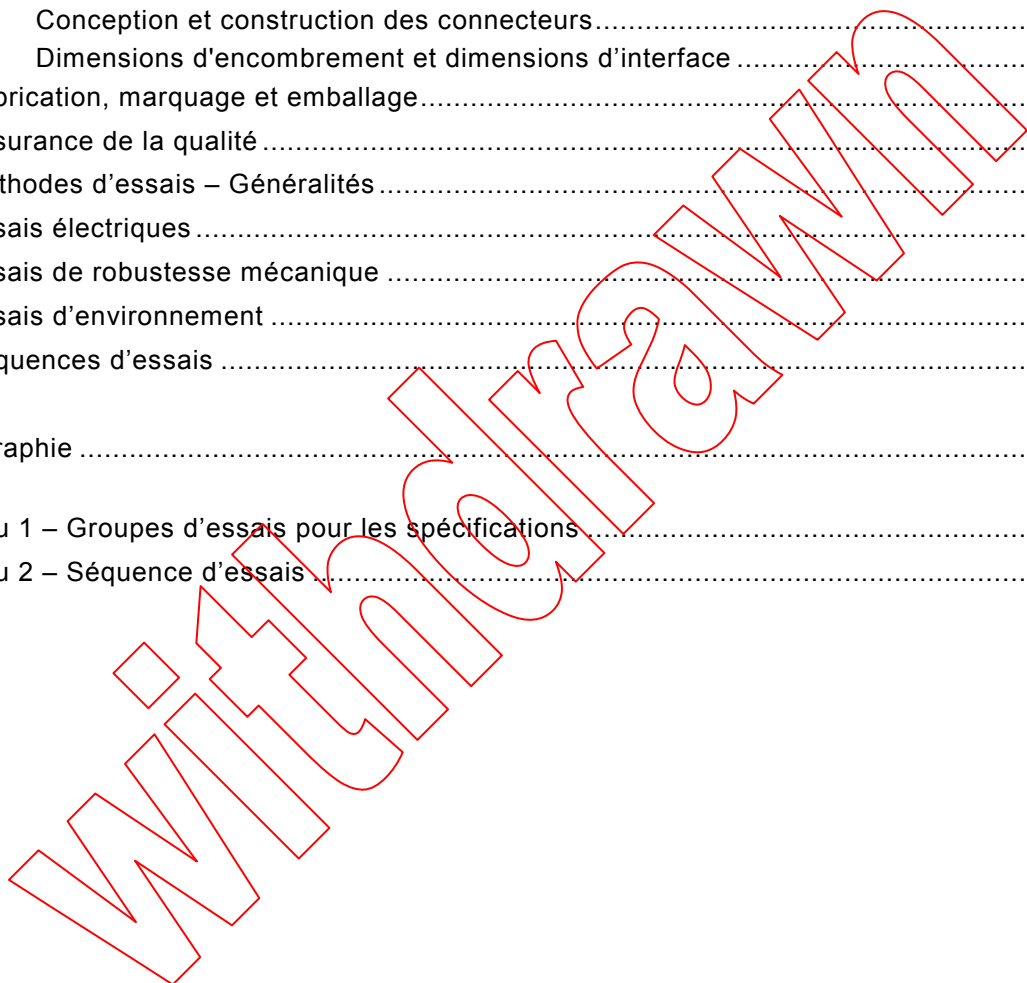 Conception et construction des connecteurs
Dimensions d'encombrement et dimensions d’interface
brication, marquage et emballage
surance de la qualité
thodes d’essais – Généralités
sais électriques
sais de robustesse mécanique
sais d’environnement
quences d’essais
raphie
u 1 – Groupes d’essais pour les spécifications
u 2 – Séquence d’essais
withdrawn